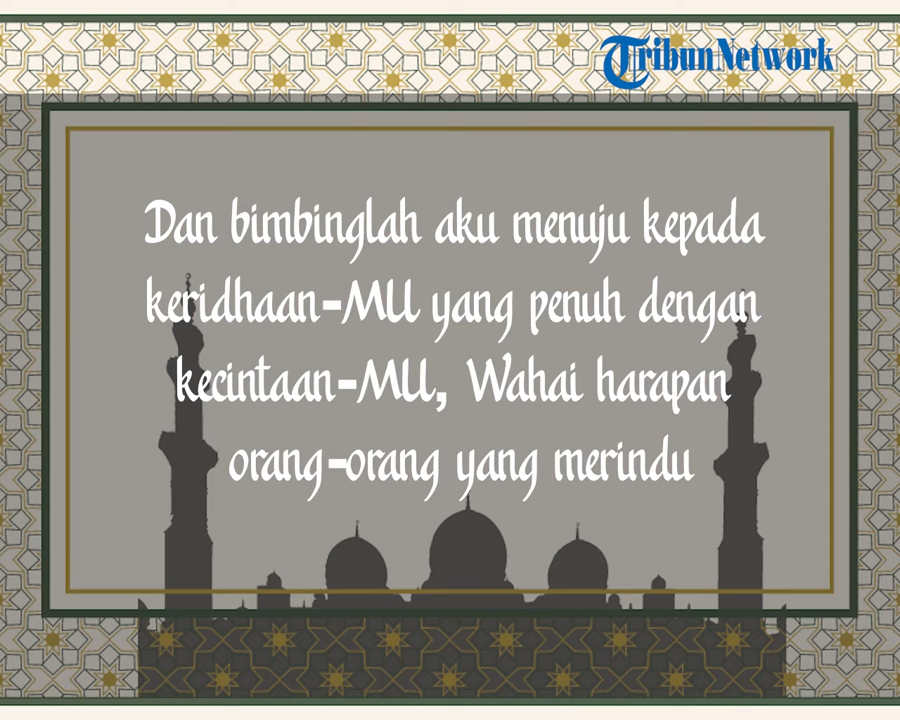 TribunNetwork
Dan bimbinglah aku menuju kepada
keridhaan-MU yang penuh dengan
kecintaan-MU, Wahai harapan
orang-orang yang merindu